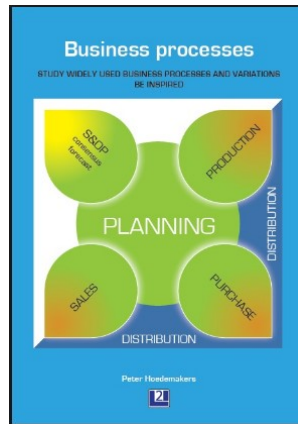 Business processes
STUDY WIDELY USED BUSINESS PROCESSES AND VARIATIONS
BE INSPIRED
S&OP
consensus
forecast
PRODUCTION
PLANNING
DISTRIBUTION
SALES
PURCHASE
DISTRIBUTION
Peter Hoedemakers